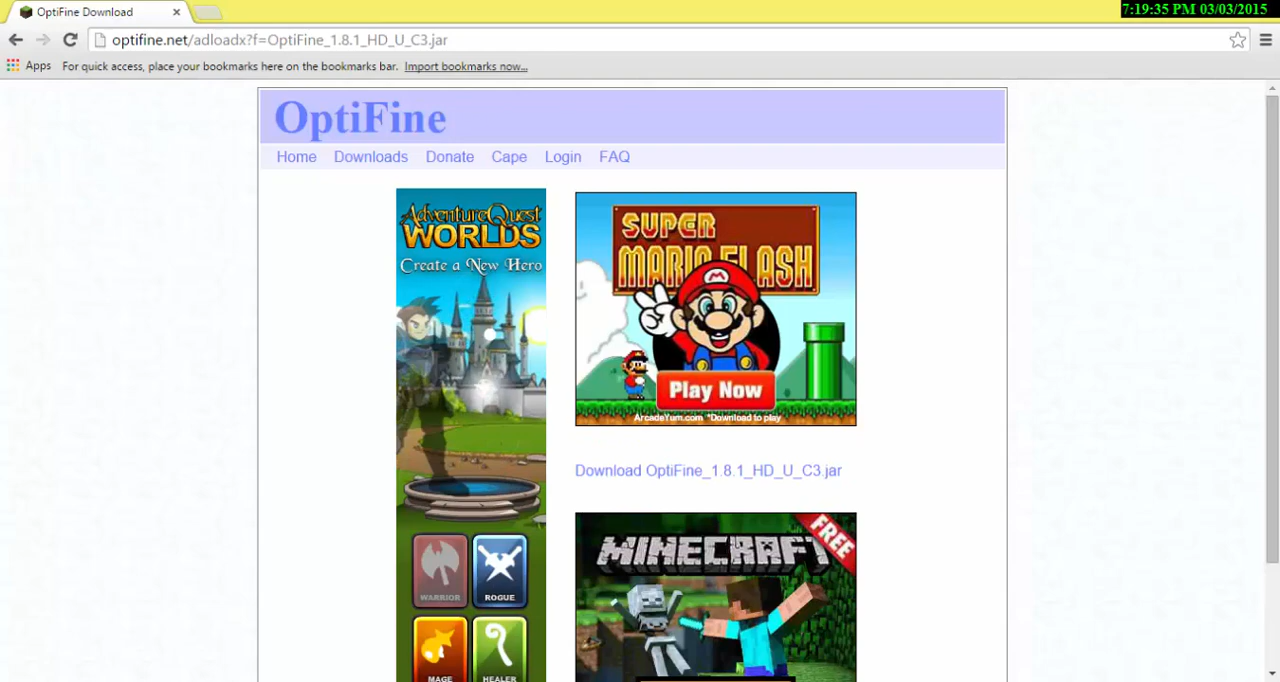 OptiFine Download
7:19:35 PM 03/03/2015
optifine.net/adloadx?f=OptiFine_1.8.1_HD_U_C3.jar
Apps For quick access, place your bookmarks here on the bookmarks bar. Import bookmarks now...
OptiFine
Home Downloads Donate Cape Login FAQ
AdventureQuest
WORLDS
Create a New Hero
WARRIOR ROGUE
MAGE HEALER
SUPER
MARIO FLASH
M
Play Now
ArcadeYum.com *Download to play
Download OptiFine_1.8.1_HD_U_C3.jar
FREE
MINECRAFT